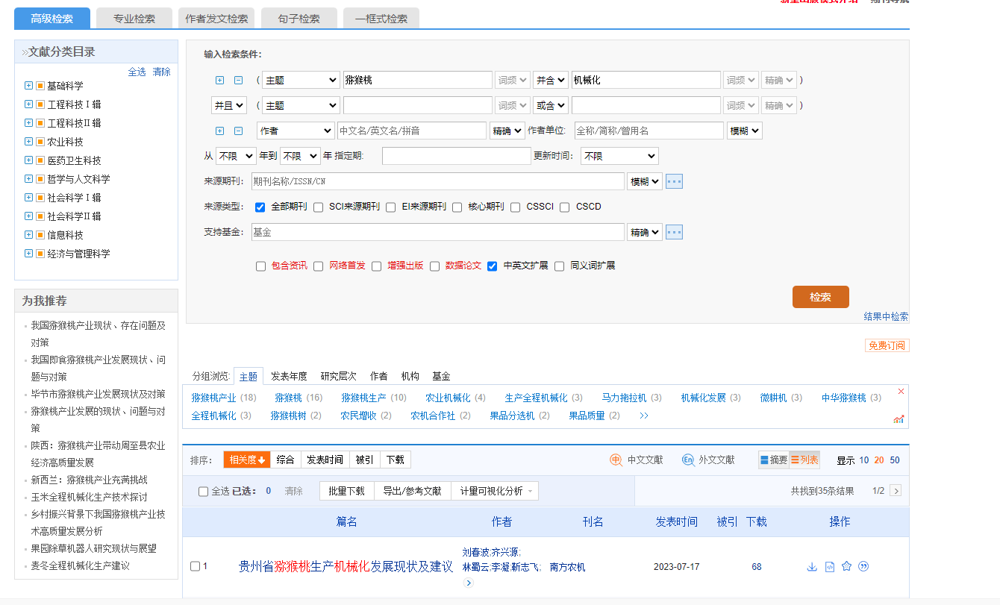 高级检索 专业检索 作者发文检索 句子检索 一框式检索
»文献分类目录
全选 清除
基础科学
工程科技Ⅰ辑
工程科技Ⅱ辑
农业科技
医药卫生科技
哲学与人文科学
社会科学Ⅰ辑
社会科学Ⅱ辑
信息科技
经济与管理科学
为我推荐
我国猕猴桃产业现状、存在问题及
对策
我国即食猕猴桃产业发展现状、问
题与对策
毕节市猕猴桃产业发展现状及对策
猕猴桃产业发展的现状、问题与对
策
陕西：猕猴桃产业带动周至县农业
经济高质量发展
新西兰：猕猴桃产业充满挑战
玉米全程机械化生产技术探讨
乡村振兴背景下我国猕猴桃产业技
术高质量发展分析
果园除草机器人研究现状与展望
麦冬全程机械化生产建议
输入检索条件：
( 主题 猕猴桃 词频 并含 机械化 词频 精确 )
并且 ( 主题 词频 或含 词频 精确 )
作者 中文名/英文名/拼音 精确 作者单位: 全称/简称/曾用名 模糊
从 不限 年到 不限 年 指定期: 更新时间: 不限
来源期刊: 期刊名称/ISSN/CN 模糊 ...
来源类型: 全部期刊 SCI来源期刊 EI来源期刊 核心期刊 CSSCI CSCD
支持基金: 基金 精确 ...
包含资讯 网络首发 增强出版 数据论文 中英文扩展 同义词扩展
检索
结果中检索
免费订阅
分组浏览: 主题 发表年度 研究层次 作者 机构 基金
猕猴桃产业 (18) 猕猴桃 (16) 猕猴桃生产 (10) 农业机械化 (4) 生产全程机械化 (3) 马力拖拉机 (3) 机械化发展 (3) 微耕机 (3) 中华猕猴桃 (3)
全程机械化 (3) 猕猴桃树 (2) 农民增收 (2) 农机合作社 (2) 果品分选机 (2) 果品质量 (2) >>
排序: 相关度 综合 发表时间 被引 下载 中 中文文献 En 外文文献 摘要 列表 显示 10 20 50
全选 已选: 0 清除 批量下载 导出/参考文献 计量可视化分析 共找到35条结果 1/2 >
篇名 作者 刊名 发表时间 被引 下载 操作
1 贵州省猕猴桃生产机械化发展现状及建议 刘春波;齐兴源;
林蜀云;李凝;靳志飞; 南方农机 2023-07-17 68